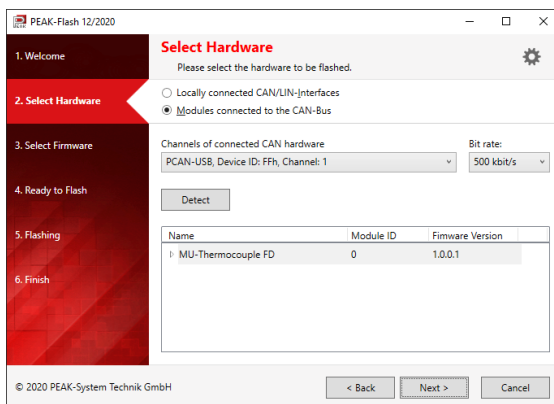 PEAK-Flash 12/2020
1. Welcome
2. Select Hardware
3. Select Firmware
4. Ready to Flash
5. Flashing
6. Finish
Select Hardware
Please select the hardware to be flashed.
Locally connected CAN/LIN-Interfaces
Modules connected to the CAN-Bus
Channels of connected CAN hardware
Bit rate:
PCAN-USB, Device ID: FFh, Channel: 1
500 kbit/s
Detect
Name Module ID Fimware Version
MU-Thermocouple FD 0 1.0.0.1
© 2020 PEAK-System Technik GmbH
< Back Next > Cancel